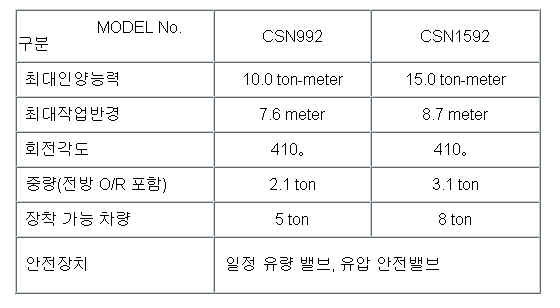 MODEL No.
구분 CSN992 CSN1592
최대인양능력 10.0 ton-meter 15.0 ton-meter
최대작업반경 7.6 meter 8.7 meter
회전각도 410。 410。
중량(전방 O/R 포함) 2.1 ton 3.1 ton
장착 가능 차량 5 ton 8 ton
안전장치 일정 유량 밸브, 유압 안전밸브